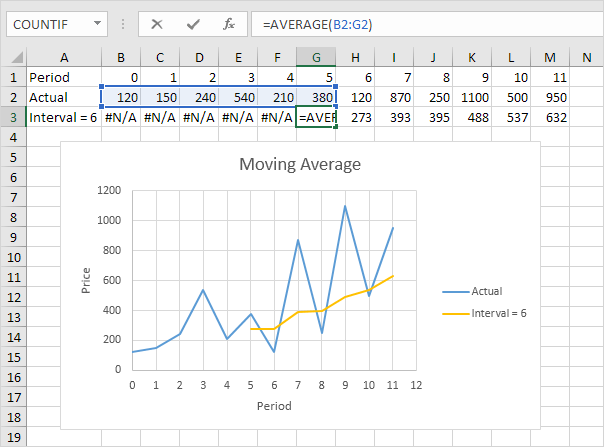 COUNTIF fx =AVERAGE(B2:G2)
A B C D E F G H I J K L M N
1 Period 0 1 2 3 4 5 6 7 8 9 10 11
2 Actual 120 150 240 540 210 380 120 870 250 1100 500 950
3 Interval = 6 #N/A #N/A #N/A #N/A #N/A =AVER 273 393 395 488 537 632
4
5
6
7
8
9
10
11
12
13
14
15
16
17
18
19
Moving Average
1200
1000
800
600
400
200
0
Price
0 1 2 3 4 5 6 7 8 9 10 11 12
Period
Actual
Interval = 6